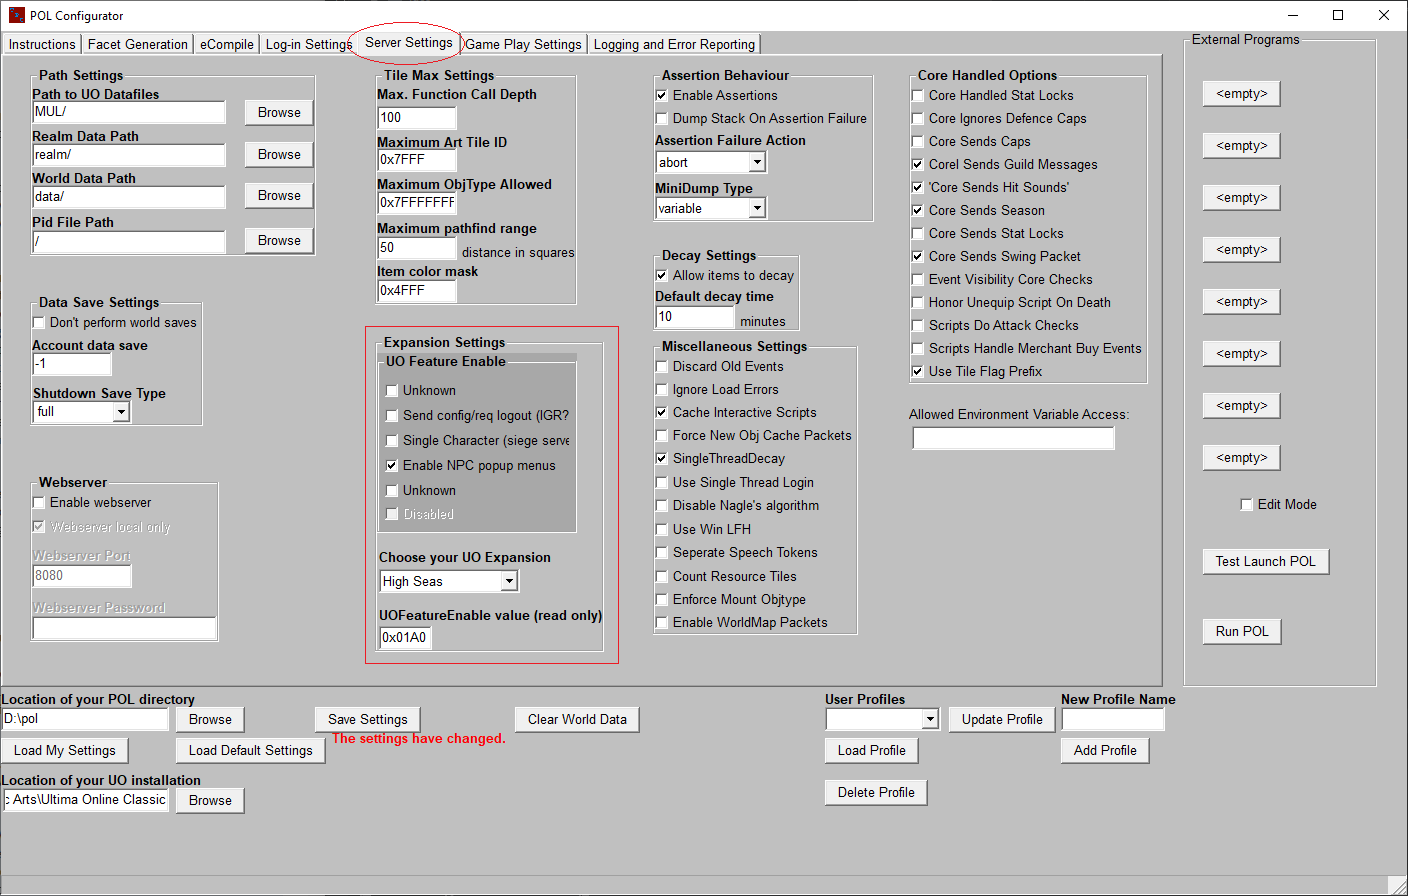 POL Configurator
Instructions
Facet Generation
eCompile
Log-in Settings
Server Settings
Game Play Settings
Logging and Error Reporting
Path Settings
Path to UO Datafiles
MUL/
Browse
Realm Data Path
realm/
Browse
World Data Path
data/
Browse
Pid File Path
/
Browse
Data Save Settings
Don't perform world saves
Account data save
-1
Shutdown Save Type
full
Webserver
Enable webserver
Webserver local only
Webserver Port
8080
Webserver Password
Tile Max Settings
Max. Function Call Depth
100
Maximum Art Tile ID
0x7FFF
Maximum ObjType Allowed
0x7FFFFFFF
Maximum pathfind range
50 distance in squares
Item color mask
0x4FFF
Expansion Settings
UO Feature Enable
Unknown
Send config/req logout (IGR?
Single Character (siege serve
Enable NPC popup menus
Unknown
Disabled
Choose your UO Expansion
High Seas
UOFeatureEnable value (read only)
0x01A0
Assertion Behaviour
Enable Assertions
Dump Stack On Assertion Failure
Assertion Failure Action
abort
MiniDump Type
variable
Decay Settings
Allow items to decay
Default decay time
10 minutes
Miscellaneous Settings
Discard Old Events
Ignore Load Errors
Cache Interactive Scripts
Force New Obj Cache Packets
SingleThreadDecay
Use Single Thread Login
Disable Nagle's algorithm
Use Win LFH
Seperate Speech Tokens
Count Resource Tiles
Enforce Mount Objtype
Enable WorldMap Packets
Core Handled Options
Core Handled Stat Locks
Core Ignores Defence Caps
Core Sends Caps
Corel Sends Guild Messages
'Core Sends Hit Sounds'
Core Sends Season
Core Sends Stat Locks
Core Sends Swing Packet
Event Visibility Core Checks
Honor Unequip Script On Death
Scripts Do Attack Checks
Scripts Handle Merchant Buy Events
Use Tile Flag Prefix
Allowed Environment Variable Access:
External Programs
<empty>
<empty>
<empty>
<empty>
<empty>
<empty>
<empty>
<empty>
Edit Mode
Test Launch POL
Run POL
Location of your POL directory
D:\pol
Browse
Save Settings
Clear World Data
The settings have changed.
Load My Settings
Load Default Settings
Location of your UO installation
c Arts\Ultima Online Classic
Browse
User Profiles
Update Profile
New Profile Name
Load Profile
Add Profile
Delete Profile